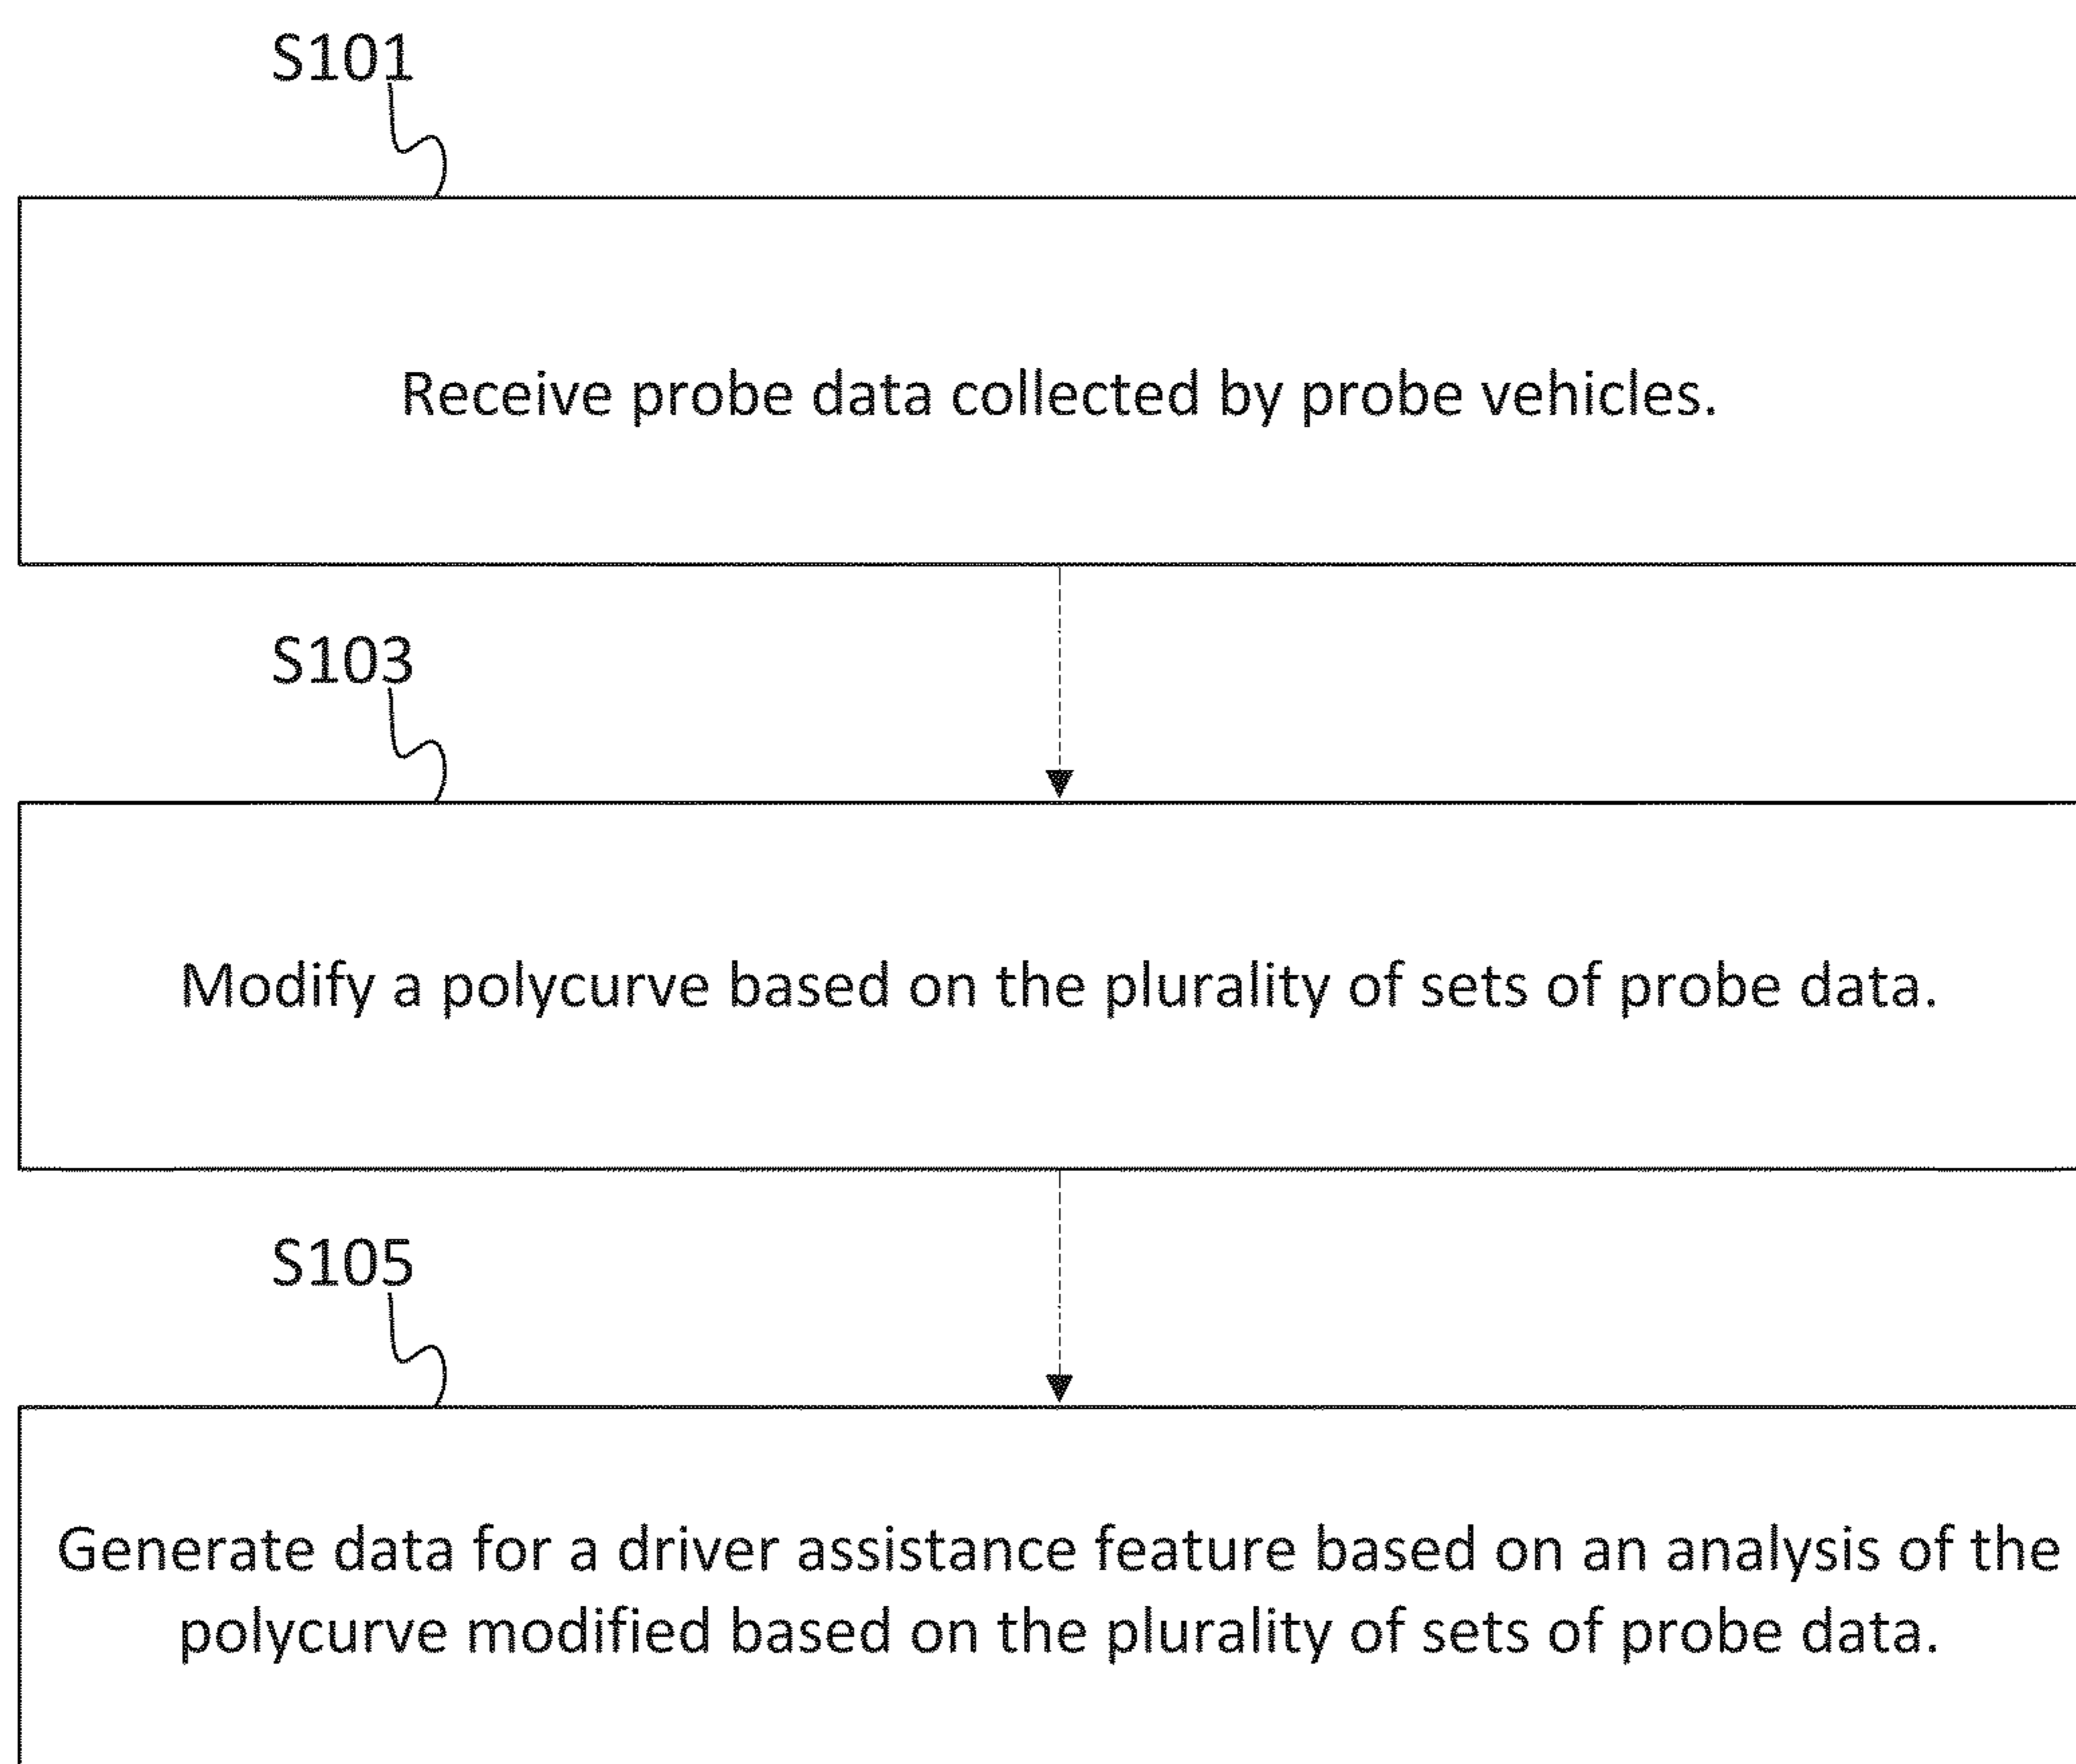 S101
Receive probe data collected by probe vehicles.
S103
Modify a polycurve based on the plurality of sets of probe data.
S105
Generate data for a driver assistance feature based on an analysis of the
polycurve modified based on the plurality of sets of probe data.